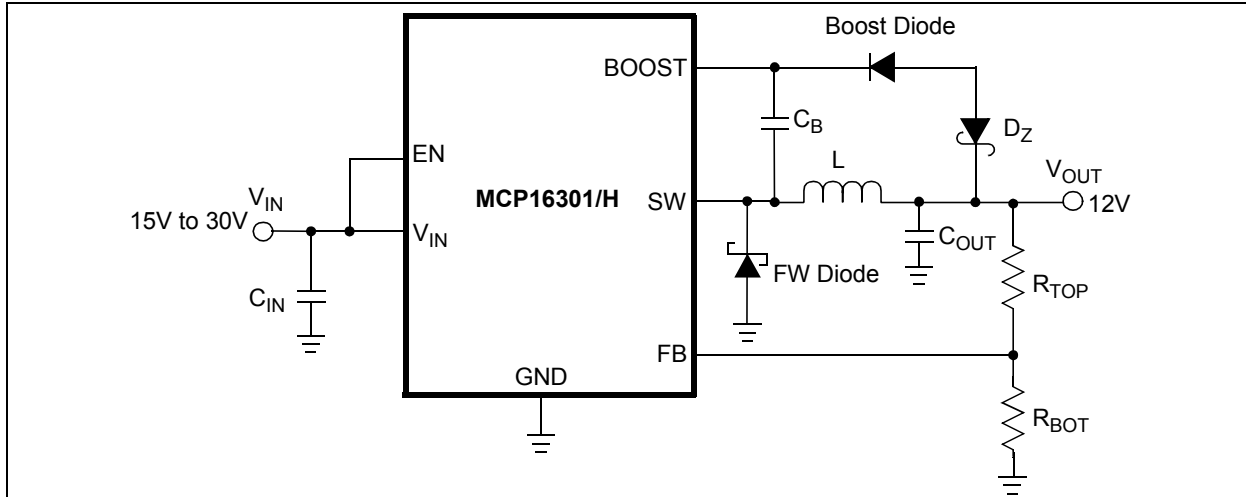 Boost Diode
BOOST
C_B
D_Z
EN
L
V_OUT
V_IN
MCP16301/H
SW
12V
15V to 30V
V_IN
C_OUT
FW Diode
C_IN
R_TOP
FB
GND
R_BOT